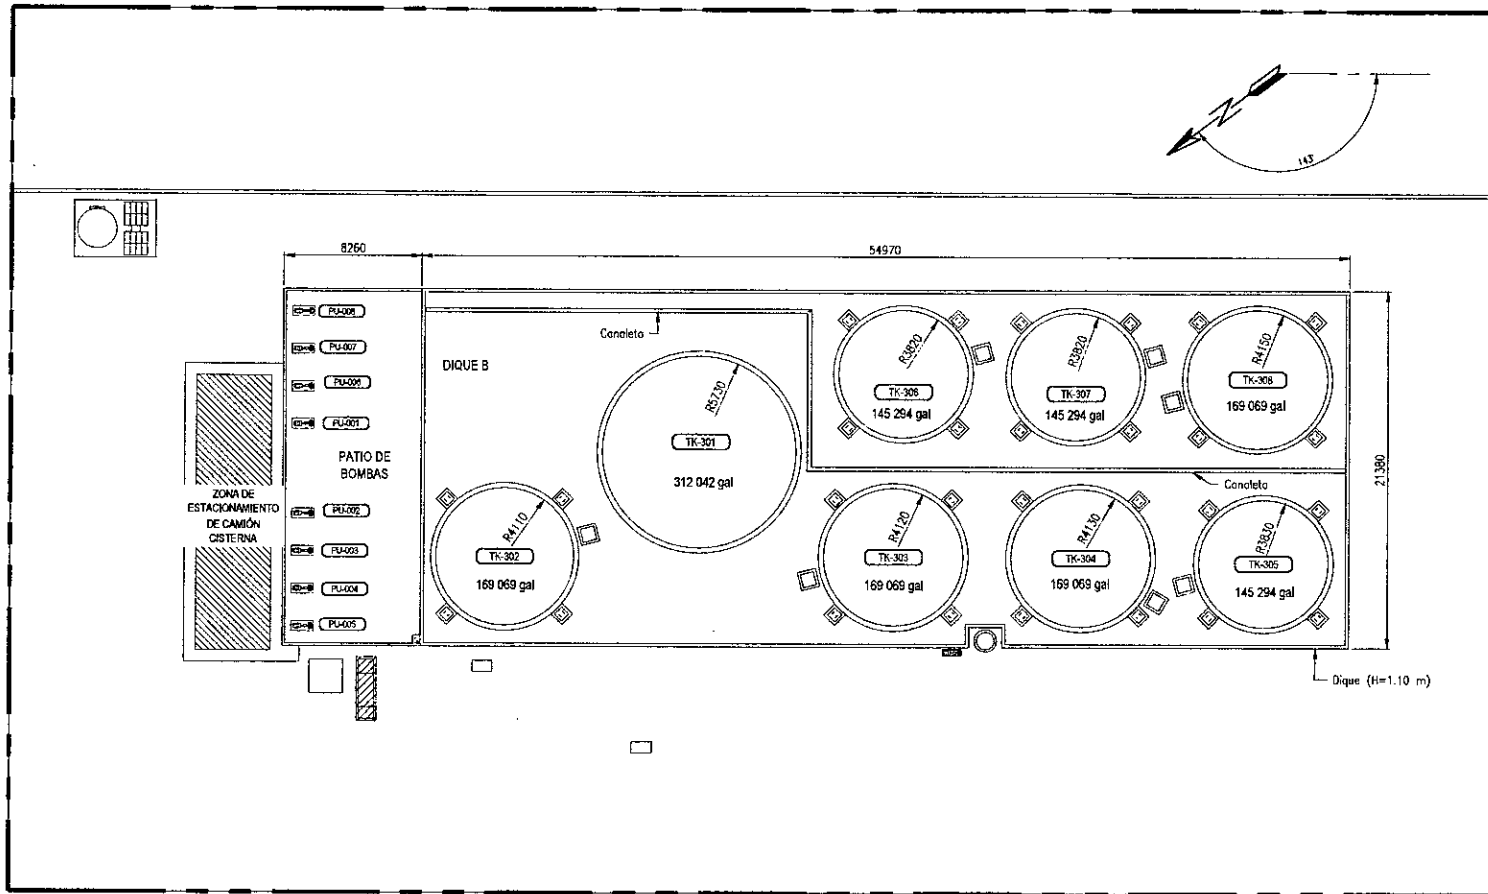 N
143°
8260
54970
PU-008
PU-007
PU-006
PU-001
PATIO DE
BOMBAS
PU-002
PU-003
PU-004
PU-005
ZONA DE
ESTACIONAMIENTO
DE CAMIÓN
CISTERNA
DIQUE B
Canaleta
R5730
TK-301
312 042 gal
R4110
TK-302
169 069 gal
R3820
TK-306
145 294 gal
R3820
TK-307
145 294 gal
R4150
TK-308
169 069 gal
21380
Canaleta
R4120
TK-303
169 069 gal
R4130
TK-304
169 069 gal
R3830
TK-305
145 294 gal
Dique (H=1.10 m)